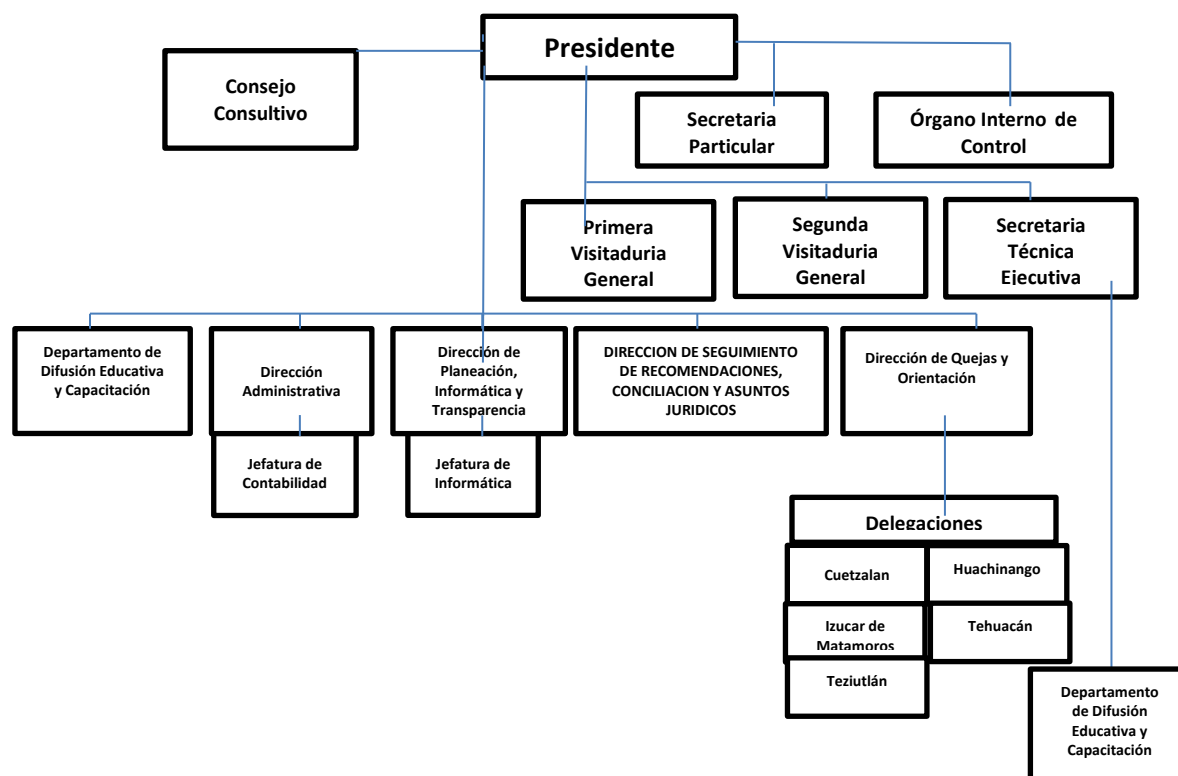 Presidente
Consejo
Consultivo
Secretaria
Particular
Órgano Interno de
Control
Primera
Visitaduria
General
Segunda
Visitaduria
General
Secretaria
Técnica
Ejecutiva
Departamento de
Difusión Educativa
y Capacitación
Dirección
Administrativa
Dirección de
Planeación,
Informática y
Transparencia
DIRECCION DE SEGUIMIENTO
DE RECOMENDACIONES,
CONCILIACION Y ASUNTOS
JURIDICOS
Dirección de Quejas y
Orientación
Jefatura de
Contabilidad
Jefatura de
Informática
Delegaciones
Cuetzalan
Huachinango
Izucar de
Matamoros
Tehuacán
Teziutlán
Departamento
de Difusión
Educativa y
Capacitación